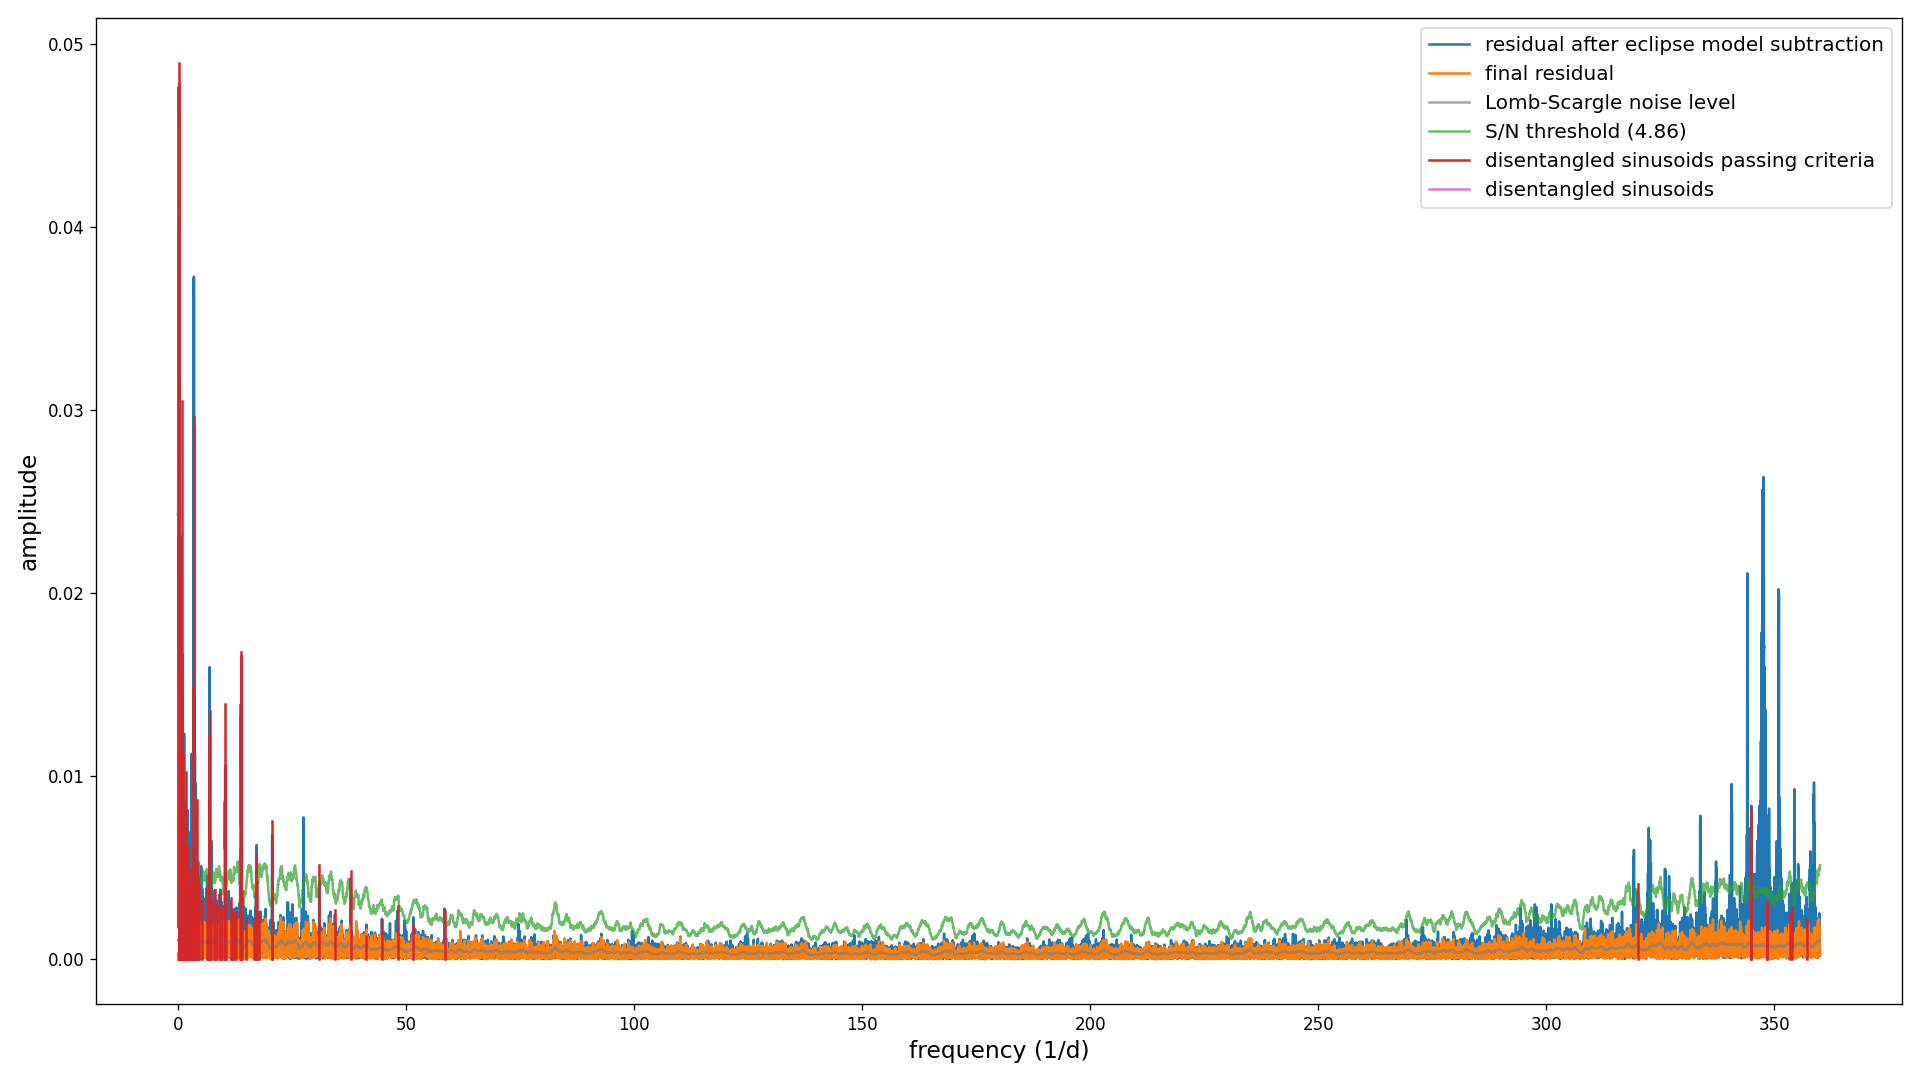 residual after eclipse model subtraction
final residual
Lomb-Scargle noise level
S/N threshold (4.86)
disentangled sinusoids passing criteria
disentangled sinusoids
0.05
0.04
0.03
0.02
0.01
0.00
amplitude
0 50 100 150 200 250 300 350
frequency (1/d)